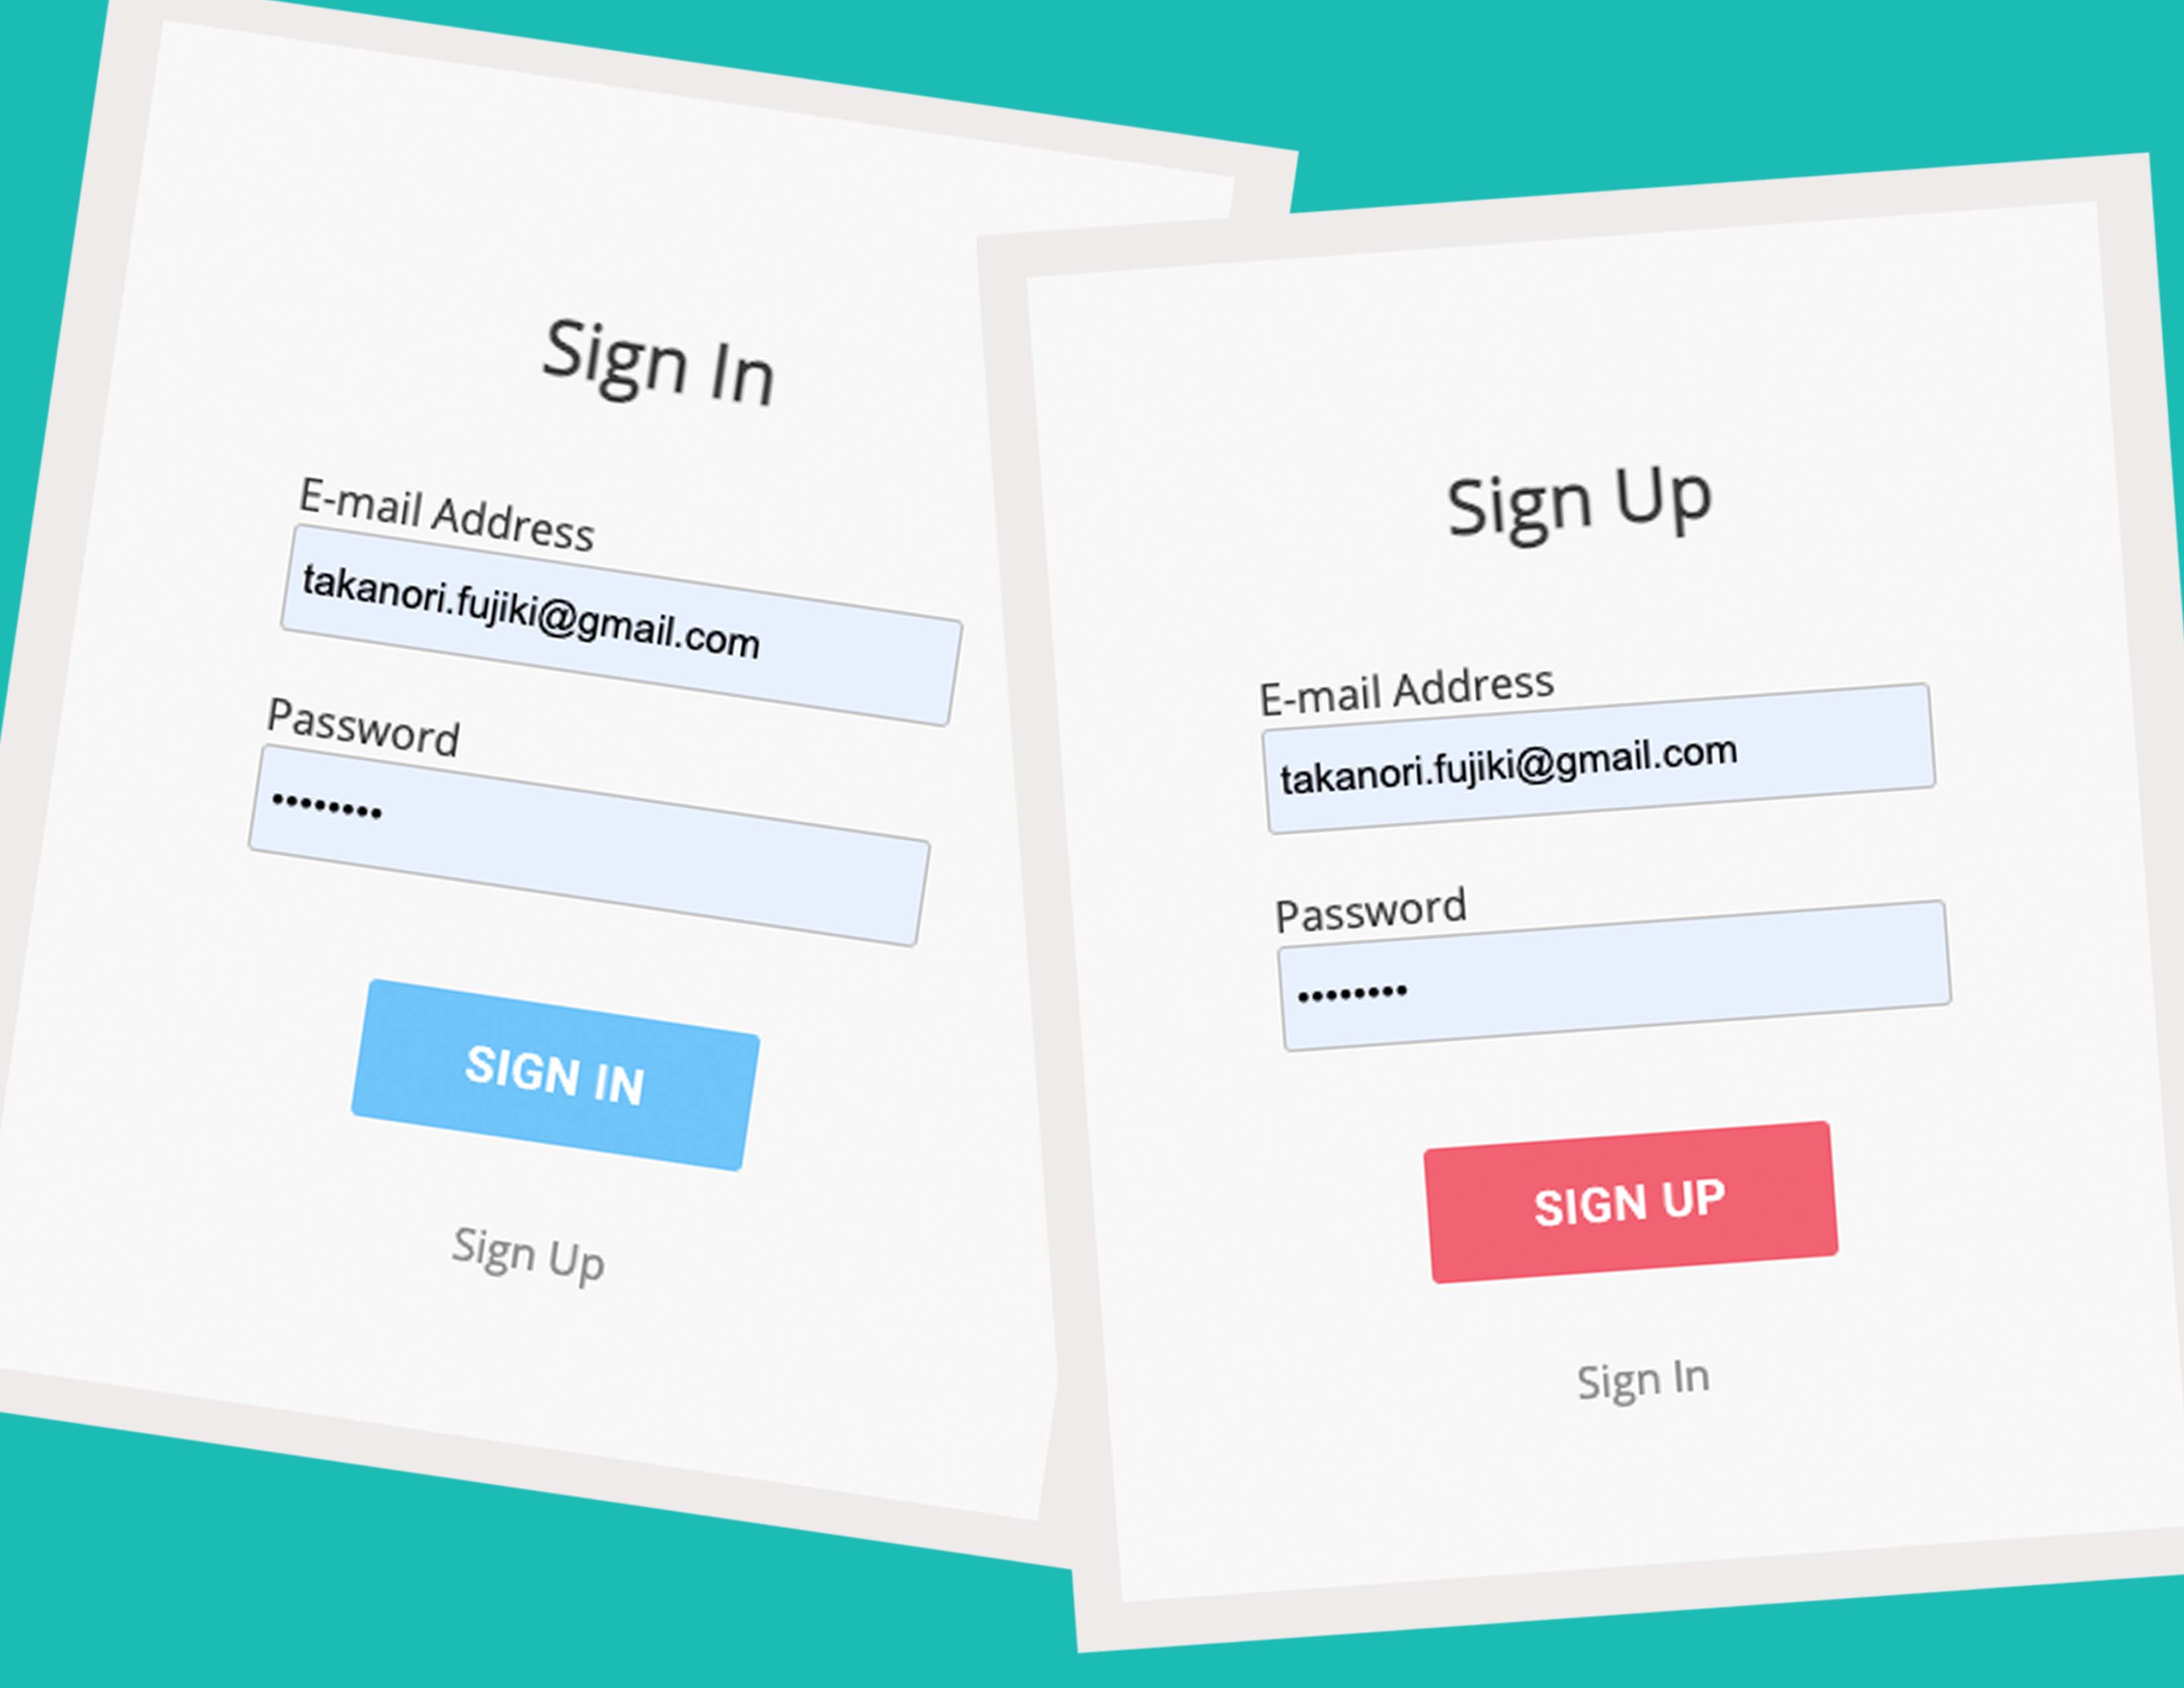 Sign In
E-mail Address
takanori.fujiki@gmail.com
Password
••••••••
SIGN IN
Sign Up
Sign Up
E-mail Address
takanori.fujiki@gmail.com
Password
••••••••
SIGN UP
Sign In